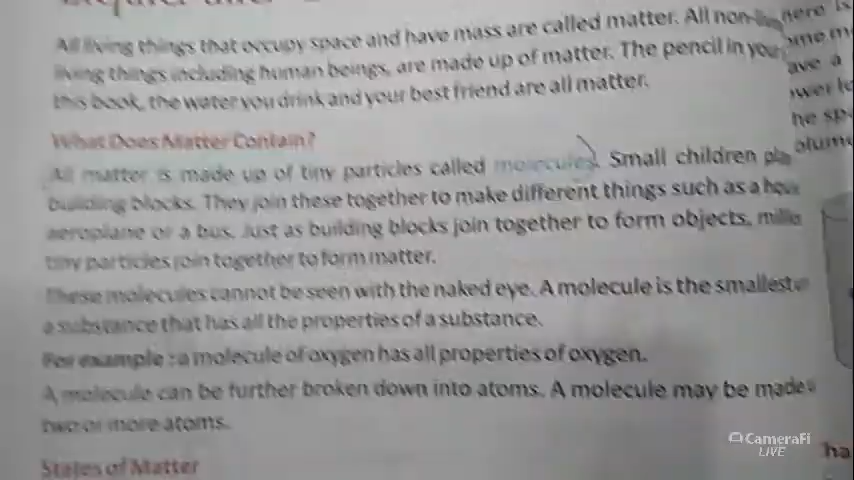 All living things that occupy space and have mass are called matter. All non-
living things including human beings, are made up of matter. The pencil in
this book, the water you drink and your best friend are all matter.
What Does Matter Contain?
All matter is made up of tiny particles called molecules. Small children
building blocks. They join these together to make different things such as a
aeroplane or a bus. Just as building blocks join together to form objects,
tiny particles join together to form matter.
These molecules cannot be seen with the naked eye. A molecule is the smallest
a substance that has all the properties of a substance.
For example : a molecule of oxygen has all properties of oxygen.
A molecule can be further broken down into atoms. A molecule may be made
two or more atoms.
States of Matter
here
ave a
he
ha
CameraFi
LIVE